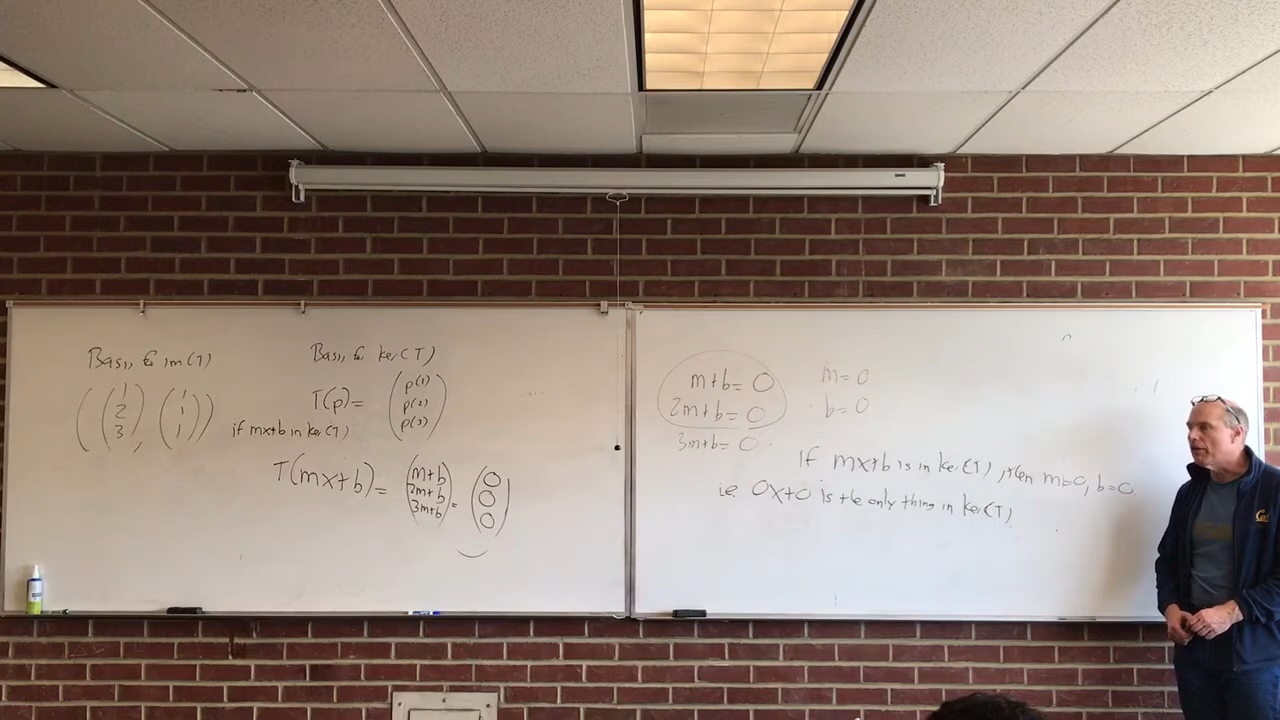 Basis for im(T)
( ( 1 2 3 ) , ( 1 1 1 ) )
Basis for ker(T)
T(p) = ( p(1) p(2) p(3) )
if mx+b in ker(T)
T(mx+b) = ( m+b 2m+b 3m+b ) = ( 0 0 0 )
m+b = 0
2m+b = 0
3m+b = 0
m = 0
b = 0
If mx+b is in ker(T), then m=0, b=0.
i.e. 0x+0 is the only thing in ker(T)
Cal